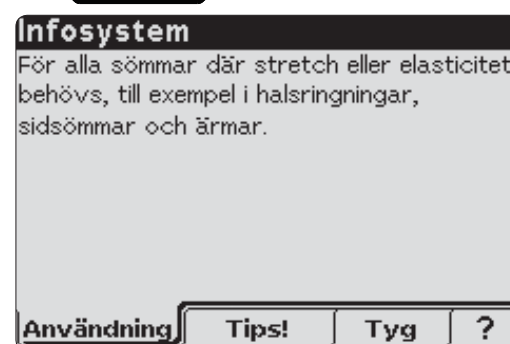 Infosystem
För alla sömmar där stretch eller elasticitet
behövs, till exempel i halsringningar,
sidsömmar och ärmar.
Användning Tips! Tyg ?